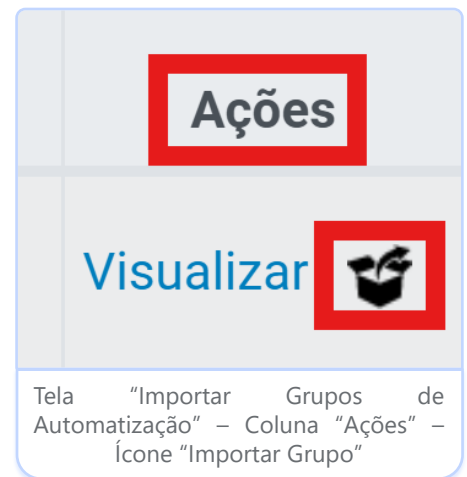 Ações
Visualizar
Tela “Importar Grupos de
Automatização” – Coluna “Ações” –
Ícone “Importar Grupo”